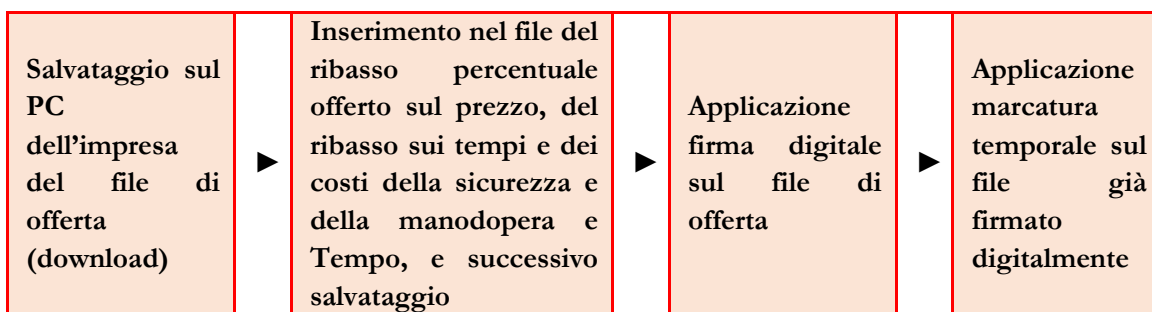 Salvataggio sul
PC
dell’impresa
del file di
offerta
(download)
►
Inserimento nel file del
ribasso percentuale
offerto sul prezzo, del
ribasso sui tempi e dei
costi della sicurezza e
della manodopera e
Tempo, e successivo
salvataggio
►
Applicazione
firma digitale
sul file di
offerta
►
Applicazione
marcatura
temporale sul
file già
firmato
digitalmente